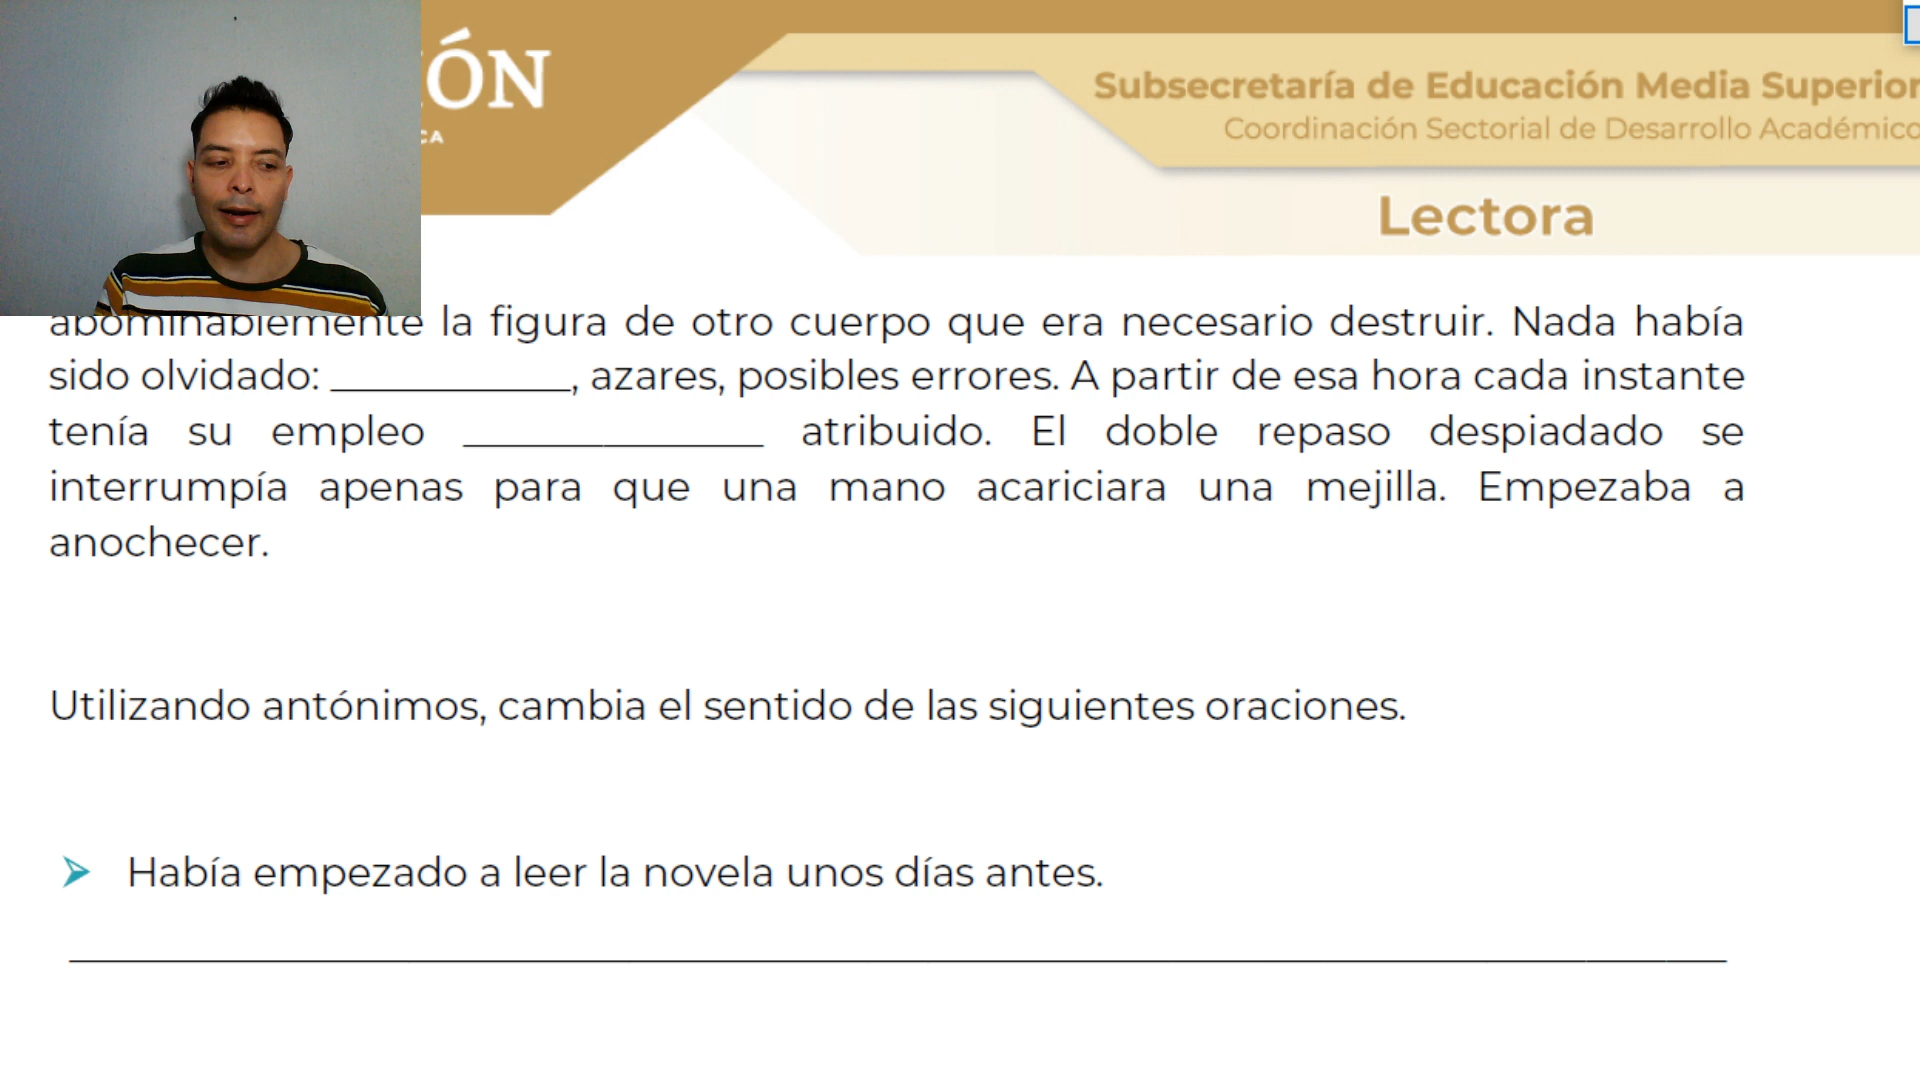 ÓN
CA
Subsecretaría de Educación Media Superior
Coordinación Sectorial de Desarrollo Académico
Lectora
abominablemente la figura de otro cuerpo que era necesario destruir. Nada había
sido olvidado: ____________, azares, posibles errores. A partir de esa hora cada instante
tenía su empleo _______________ atribuido. El doble repaso despiadado se
interrumpía apenas para que una mano acariciara una mejilla. Empezaba a
anochecer.
Utilizando antónimos, cambia el sentido de las siguientes oraciones.
Había empezado a leer la novela unos días antes.